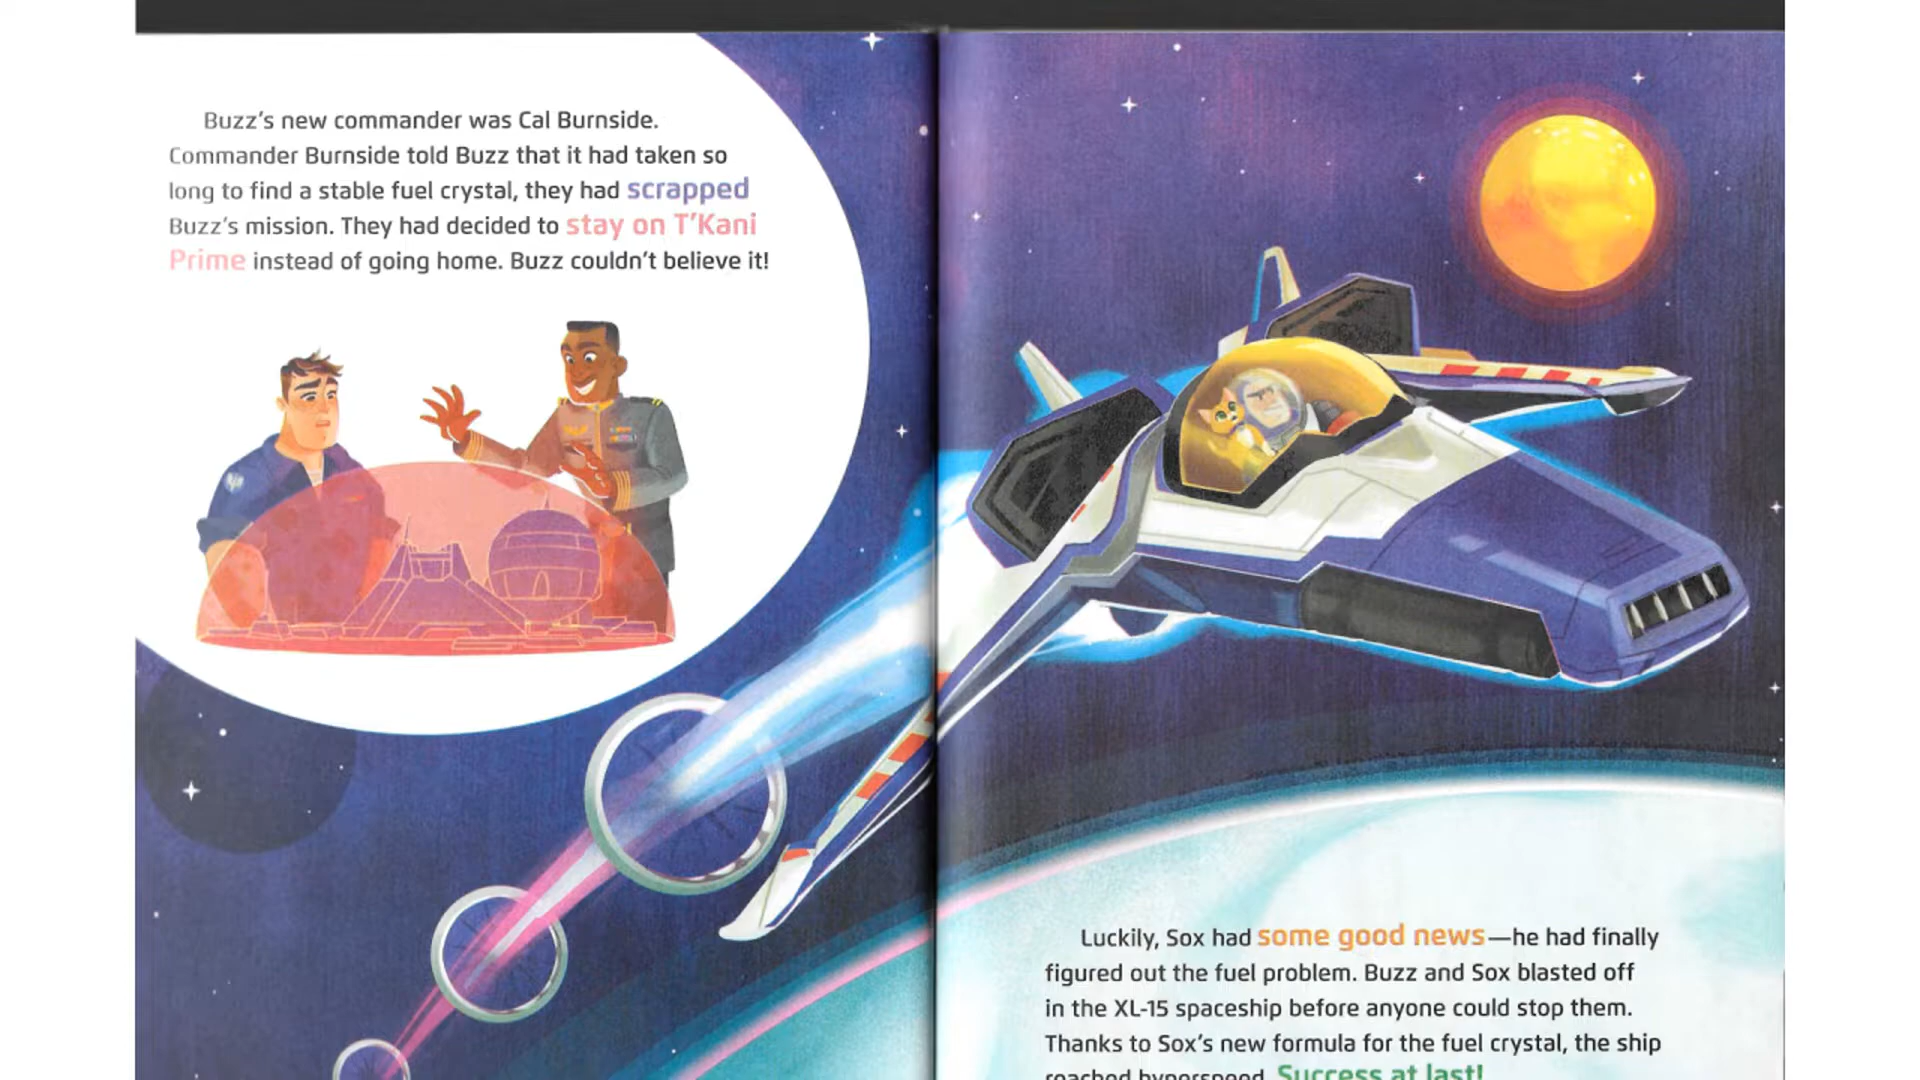 Buzz's new commander was Cal Burnside.
Commander Burnside told Buzz that it had taken so
long to find a stable fuel crystal, they had scrapped
Buzz's mission. They had decided to stay on T'Kani
Prime instead of going home. Buzz couldn't believe it!
Luckily, Sox had some good news—he had finally
figured out the fuel problem. Buzz and Sox blasted off
in the XL-15 spaceship before anyone could stop them.
Thanks to Sox's new formula for the fuel crystal, the ship
reached hyperspeed. Success at last!